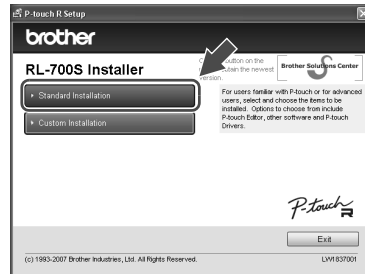 P-touch R Setup
brother
RL-700S Installer
button on the
obtain the newest
version.
Brother Solutions Center
Standard Installation
Custom Installation
For users familiar with P-touch or for advanced
users, select and choose the items to be
installed. Options to choose from include
P-touch Editor, other software and P-touch
Drivers.
P-touch R
Exit
(c) 1993-2007 Brother Industries, Ltd. All Rights Reserved.
LW1837001